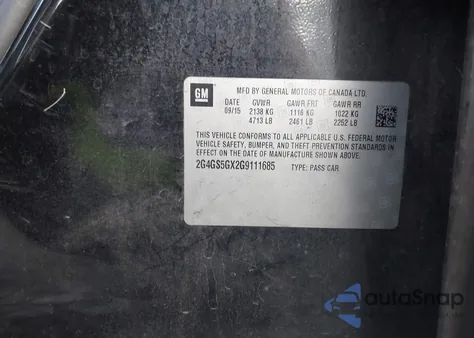 GM
MFD BY GENERAL MOTORS OF CANADA LTD.
DATE GVWR GAWR FRT GAWR RR
09/15 2138 KG 1116 KG 1022 KG
4713 LB 2461 LB 2252 LB
THIS VEHICLE CONFORMS TO ALL APPLICABLE U.S. FEDERAL MOTOR
VEHICLE SAFETY, BUMPER, AND THEFT PREVENTION STANDARDS IN
EFFECT ON THE DATE OF MANUFACTURE SHOWN ABOVE.
2G4GS5GX2G9111685 TYPE: PASS CAR
autoSnap